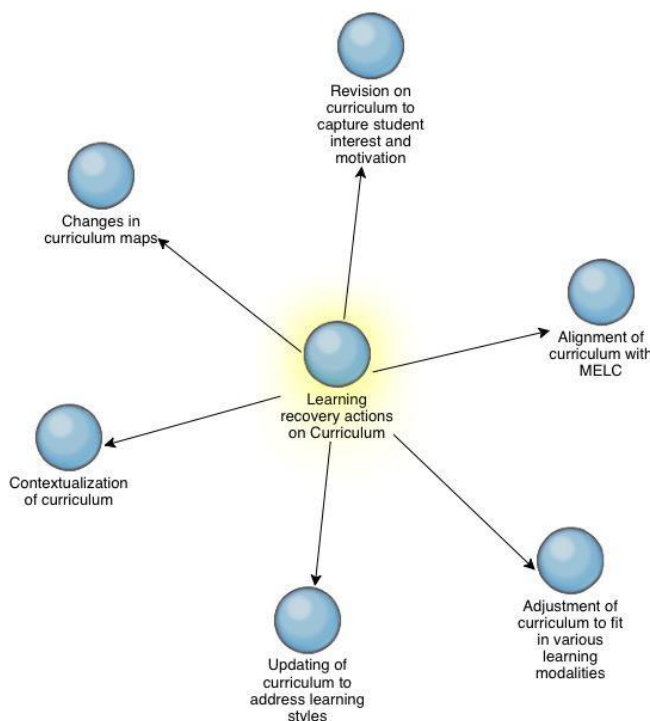 Revision on
curriculum to
capture student
interest and
motivation
Changes in
curriculum maps
Alignment of
curriculum with
MELC
Learning
recovery actions
on Curriculum
Contextualization
of curriculum
Adjustment of
curriculum to fit
in various
learning
modalities
Updating of
curriculum to
address learning
styles